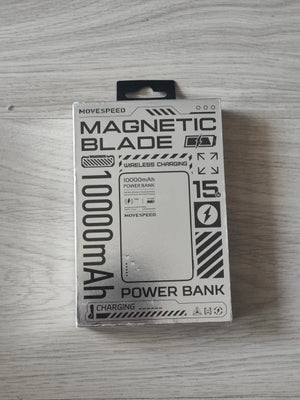 MOVESPEED
MAGNETIC
BLADE
WIRELESS CHARGING
10000mAh
10000mAh
POWER BANK
MOVESPEED
15
POWER BANK
CHARGING